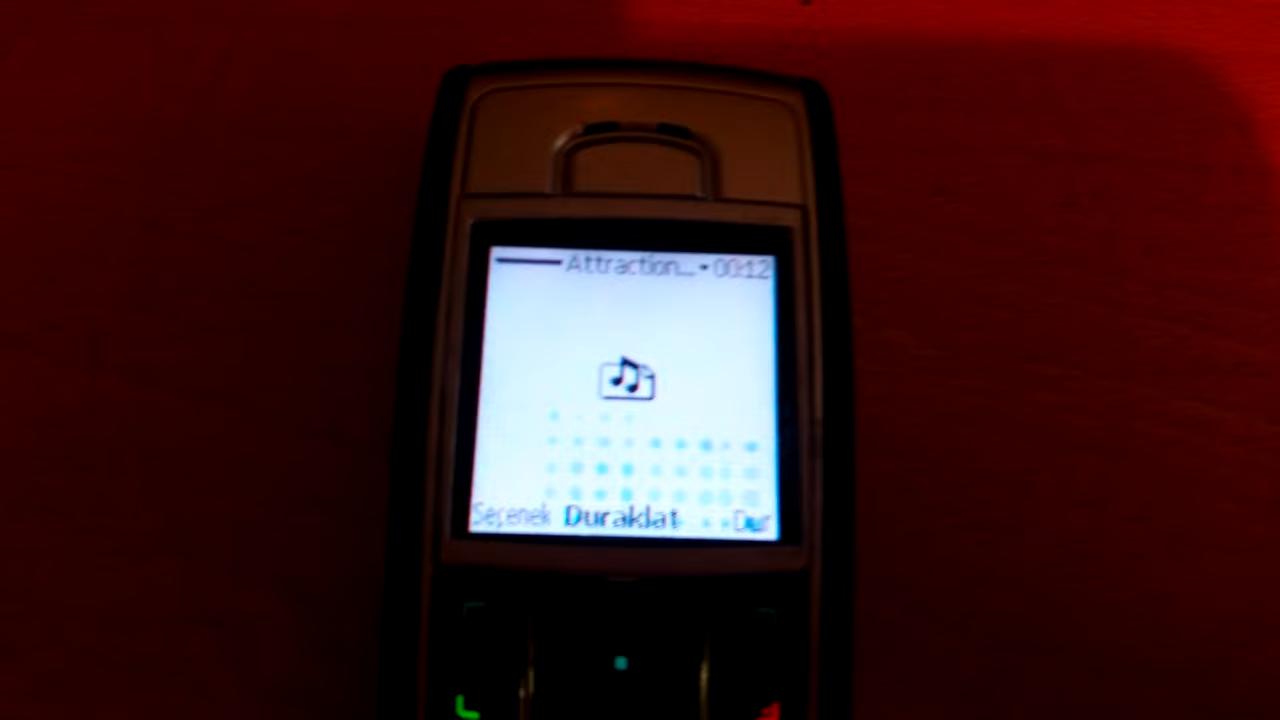 Attraction... • 00:12
Seçenek Duraklat Dur